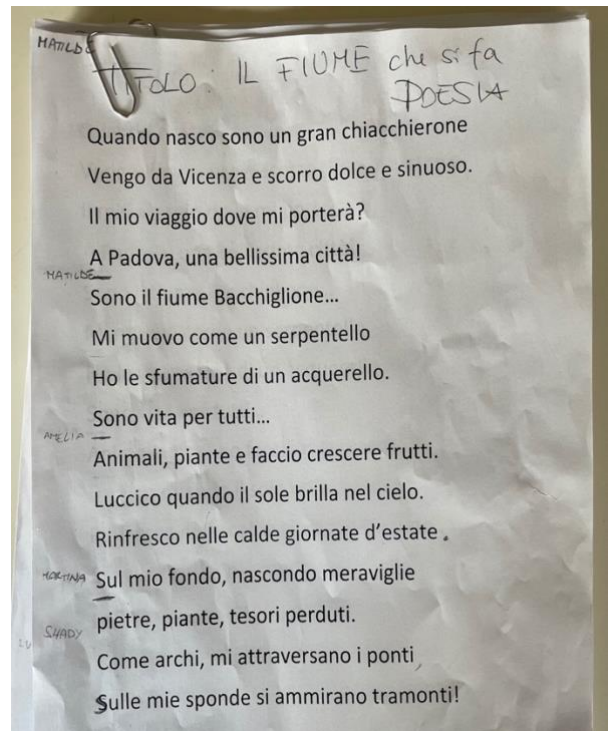 MATILDE
TITOLO: IL FIUME che si fa
POESIA
Quando nasco sono un gran chiacchierone
Vengo da Vicenza e scorro dolce e sinuoso.
Il mio viaggio dove mi porterà?
A Padova, una bellissima città!
MATILDE
Sono il fiume Bacchiglione...
Mi muovo come un serpentello
Ho le sfumature di un acquerello.
Sono vita per tutti...
AMELIA
Animali, piante e faccio crescere frutti.
Luccico quando il sole brilla nel cielo.
Rinfresco nelle calde giornate d'estate.
MARTINA Sul mio fondo, nascondo meraviglie
pietre, piante, tesori perduti.
SHADY
Come archi, mi attraversano i ponti,
Sulle mie sponde si ammirano tramonti!